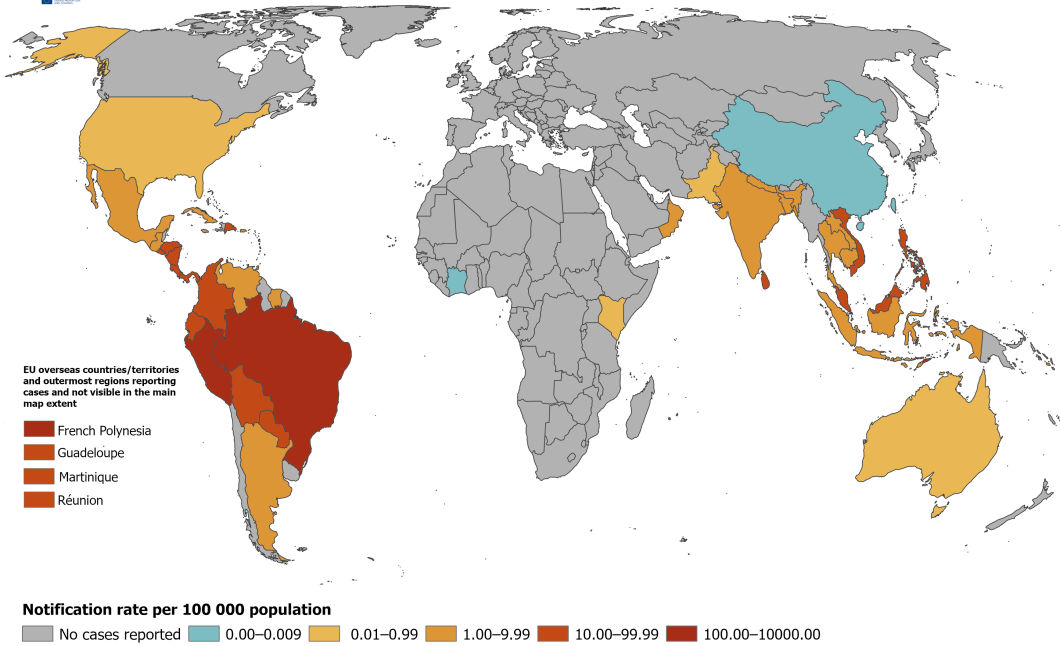 EU overseas countries/territories
and outermost regions reporting
cases and not visible in the main
map extent
French Polynesia
Guadeloupe
Martinique
Réunion
Notification rate per 100 000 population
No cases reported
0.00–0.009
0.01–0.99
1.00–9.99
10.00–99.99
100.00–10000.00